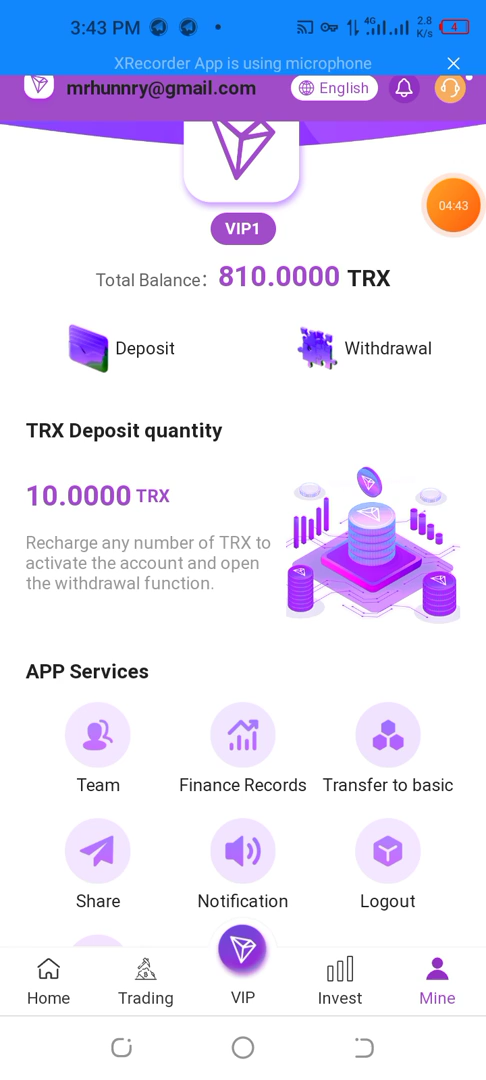 3:43 PM 4G 2.8 K/s 4
XRecorder App is using microphone
mrhunnry@gmail.com English
04:43
VIP1
Total Balance: 810.0000 TRX
Deposit Withdrawal
TRX Deposit quantity
10.0000 TRX
Recharge any number of TRX to
activate the account and open
the withdrawal function.
APP Services
Team Finance Records Transfer to basic
Share Notification Logout
Home Trading VIP Invest Mine